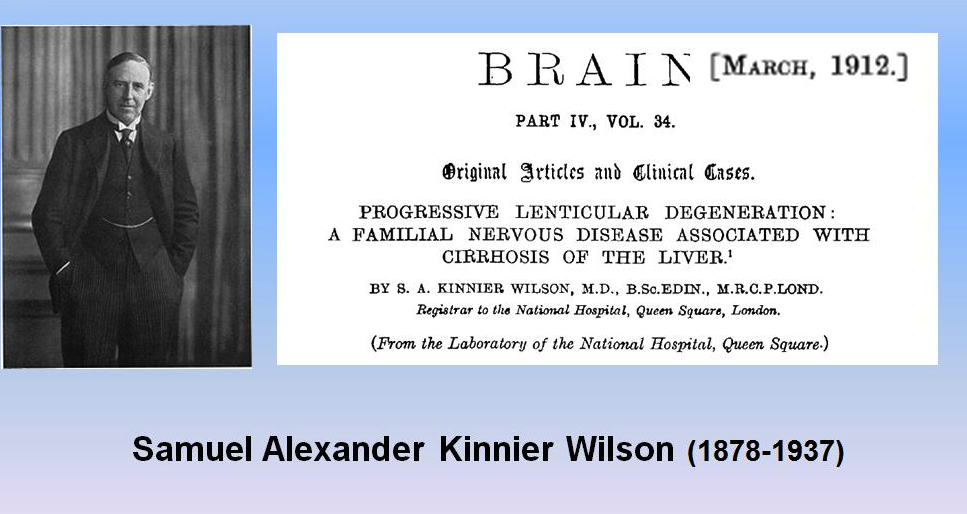 BRAIN [MARCH, 1912.]
PART IV., VOL. 34.
Original Articles and Clinical Cases.
PROGRESSIVE LENTICULAR DEGENERATION:
A FAMILIAL NERVOUS DISEASE ASSOCIATED WITH
CIRRHOSIS OF THE LIVER.¹
BY S. A. KINNIER WILSON, M.D., B.Sc.EDIN., M.R.C.P.LOND.
Registrar to the National Hospital, Queen Square, London.
(From the Laboratory of the National Hospital, Queen Square.)
Samuel Alexander Kinnier Wilson (1878-1937)